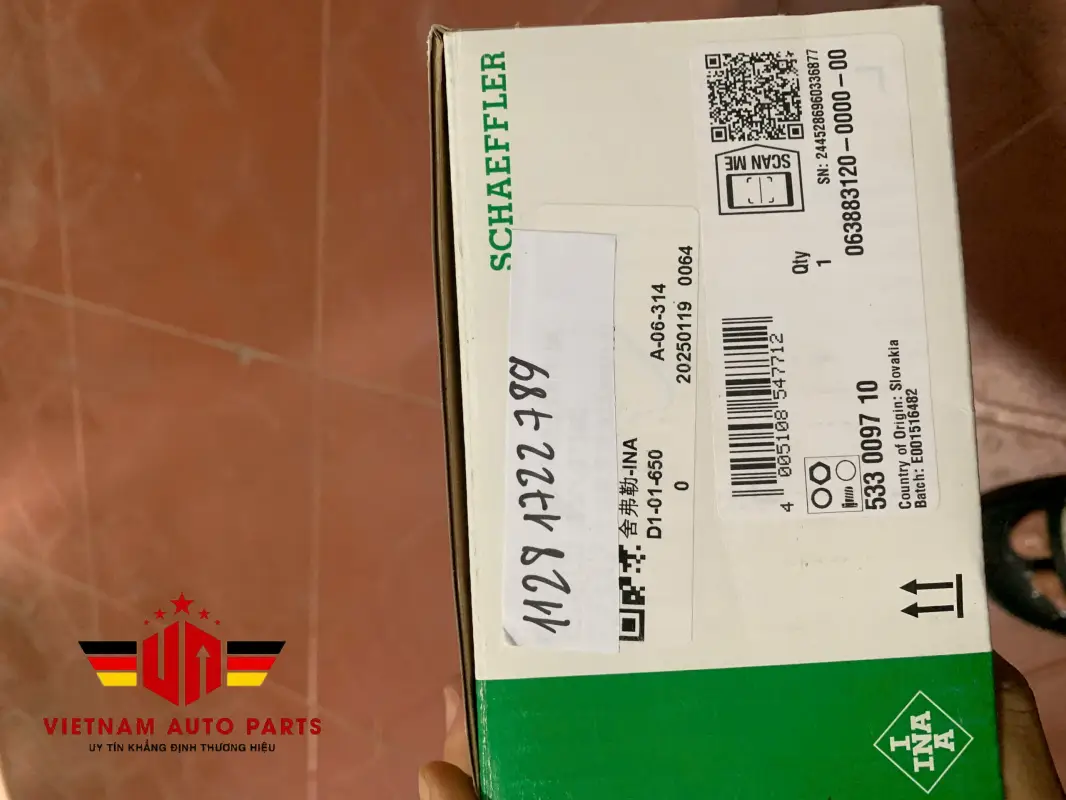 SCHAEFFLER
1128 1722 789
舍弗勒-INA
D1-01-650
0
A-06-314
20250119 0064
SCAN ME
SN: 2445286960336877
063883120-0000-00
Qty
1
4 005108 547712
533 0097 10
Country of Origin: Slovakia
Batch: E001516482
I
INA
A
VIETNAM AUTO PARTS
UY TÍN KHẲNG ĐỊNH THƯƠNG HIỆU